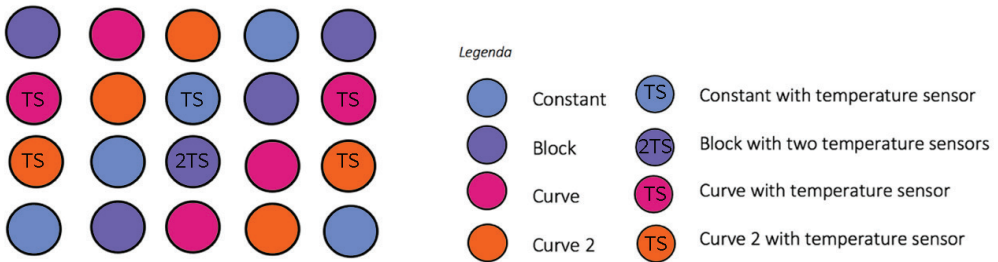 TS TS TS
TS 2TS TS
Legenda
Constant
Block
Curve
Curve 2
TS Constant with temperature sensor
2TS Block with two temperature sensors
TS Curve with temperature sensor
TS Curve 2 with temperature sensor